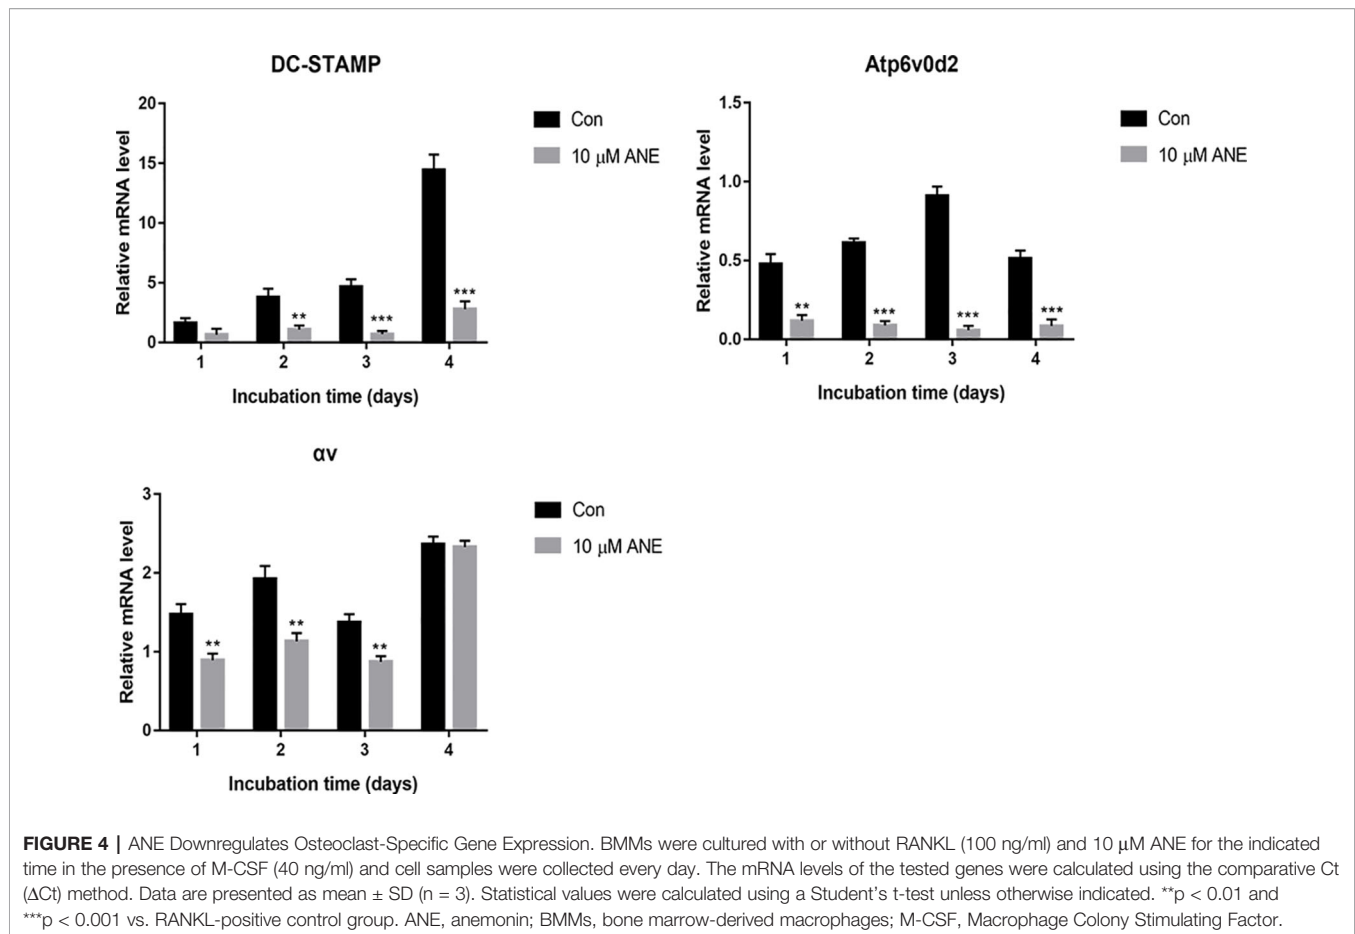 DC-STAMP
20
15
10
5
0
Relative mRNA level
Con
10 μM ANE
**
***
***
1 2 3 4
Incubation time (days)
Atp6v0d2
1.5
1.0
0.5
0.0
Relative mRNA level
Con
10 μM ANE
**
***
***
***
1 2 3 4
Incubation time (days)
αv
3
2
1
0
Relative mRNA level
Con
10 μM ANE
**
**
**
1 2 3 4
Incubation time (days)
FIGURE 4 | ANE Downregulates Osteoclast-Specific Gene Expression. BMMs were cultured with or without RANKL (100 ng/ml) and 10 μM ANE for the indicated
time in the presence of M-CSF (40 ng/ml) and cell samples were collected every day. The mRNA levels of the tested genes were calculated using the comparative Ct
(ΔCt) method. Data are presented as mean ± SD (n = 3). Statistical values were calculated using a Student's t-test unless otherwise indicated. **p < 0.01 and
***p < 0.001 vs. RANKL-positive control group. ANE, anemonin; BMMs, bone marrow-derived macrophages; M-CSF, Macrophage Colony Stimulating Factor.